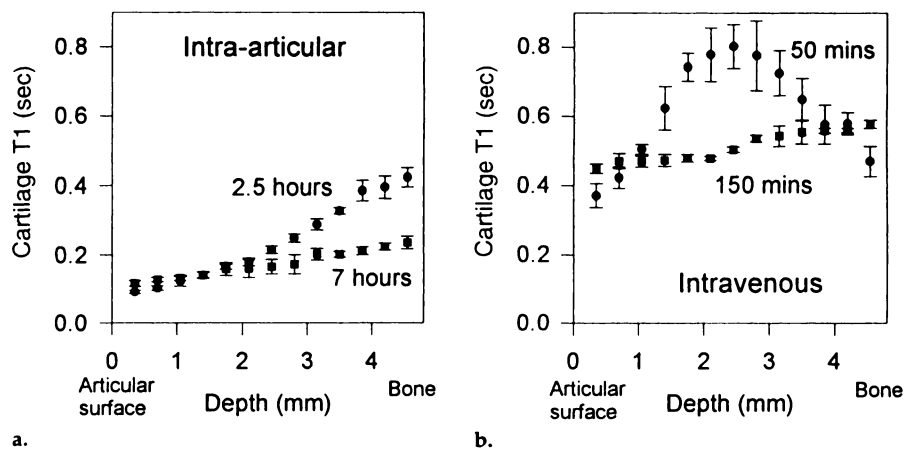 0.8
0.6
0.4
0.2
0.0
Cartilage T1 (sec)
Intra-articular
2.5 hours
7 hours
0 1 2 3 4
Articular
surface
Depth (mm)
Bone
a.
0.8
0.6
0.4
0.2
0.0
Cartilage T1 (sec)
50 mins
150 mins
Intravenous
0 1 2 3 4
Articular
surface
Depth (mm)
Bone
b.